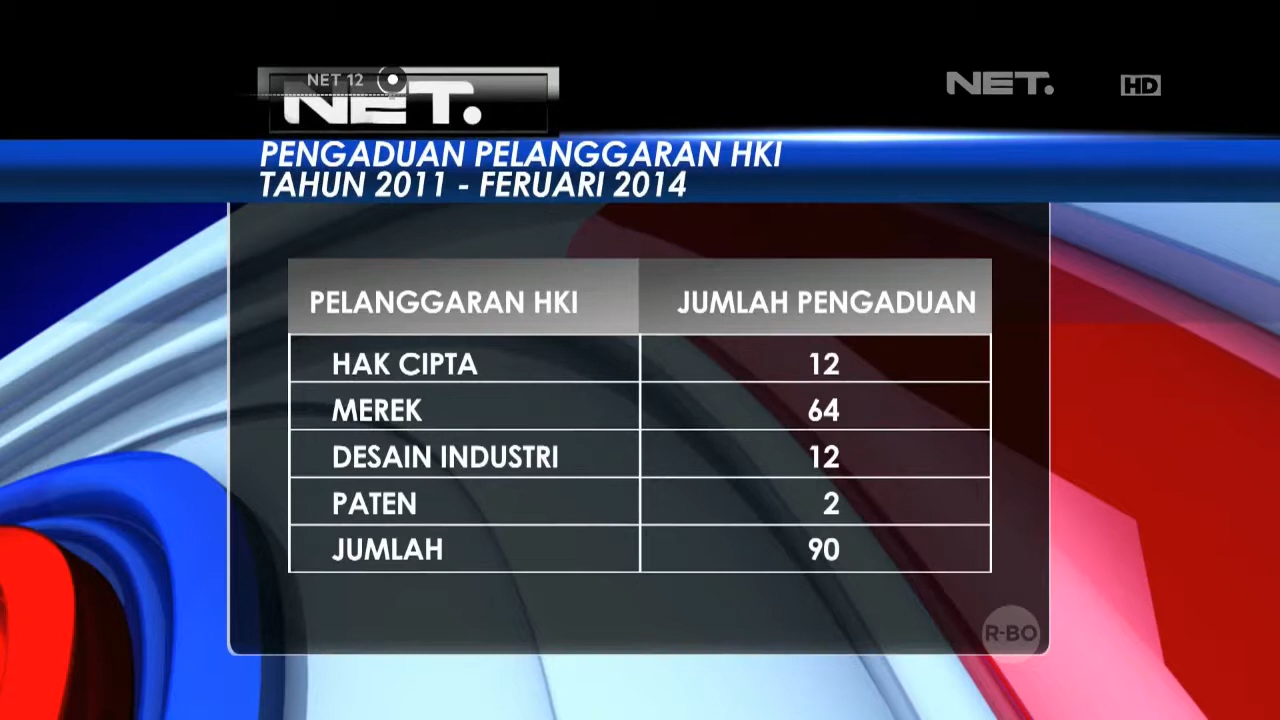 NET 12
NET.
NET.
HD
PENGADUAN PELANGGARAN HKI
TAHUN 2011 - FERUARI 2014
PELANGGARAN HKI JUMLAH PENGADUAN
HAK CIPTA 12
MEREK 64
DESAIN INDUSTRI 12
PATEN 2
JUMLAH 90
R-BO